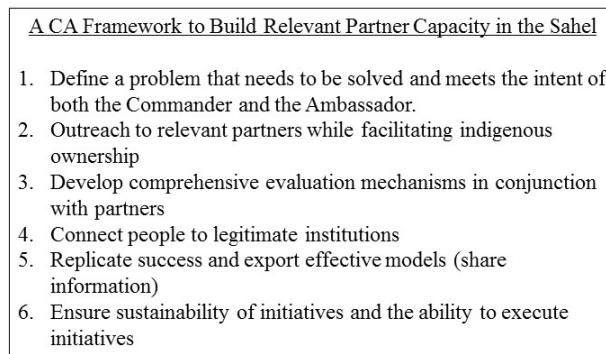 A CA Framework to Build Relevant Partner Capacity in the Sahel
1. Define a problem that needs to be solved and meets the intent of
both the Commander and the Ambassador.
2. Outreach to relevant partners while facilitating indigenous
ownership
3. Develop comprehensive evaluation mechanisms in conjunction
with partners
4. Connect people to legitimate institutions
5. Replicate success and export effective models (share
information)
6. Ensure sustainability of initiatives and the ability to execute
initiatives